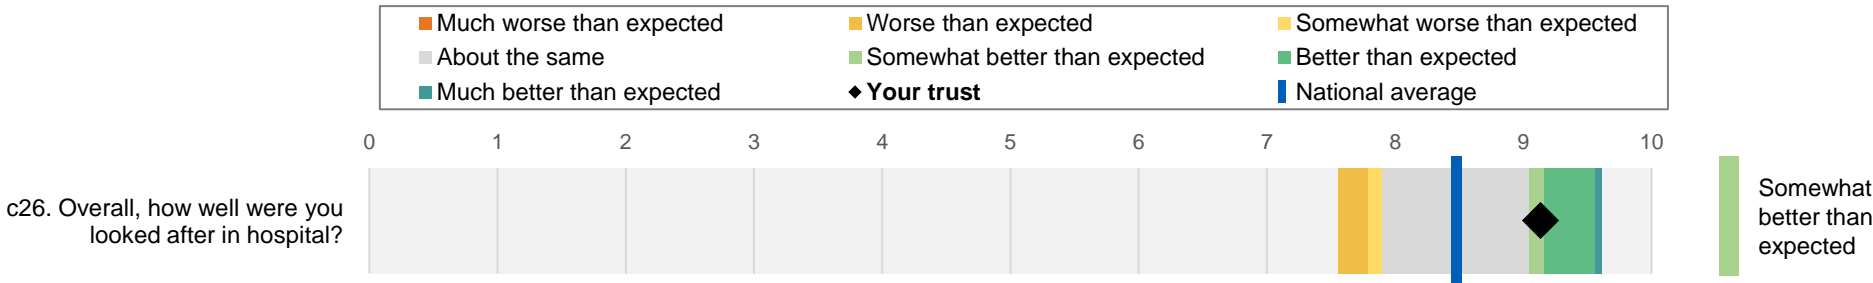 Much worse than expected
Worse than expected
Somewhat worse than expected
About the same
Somewhat better than expected
Better than expected
Much better than expected
Your trust
National average
0 1 2 3 4 5 6 7 8 9 10
c26. Overall, how well were you
looked after in hospital?
Somewhat
better than
expected